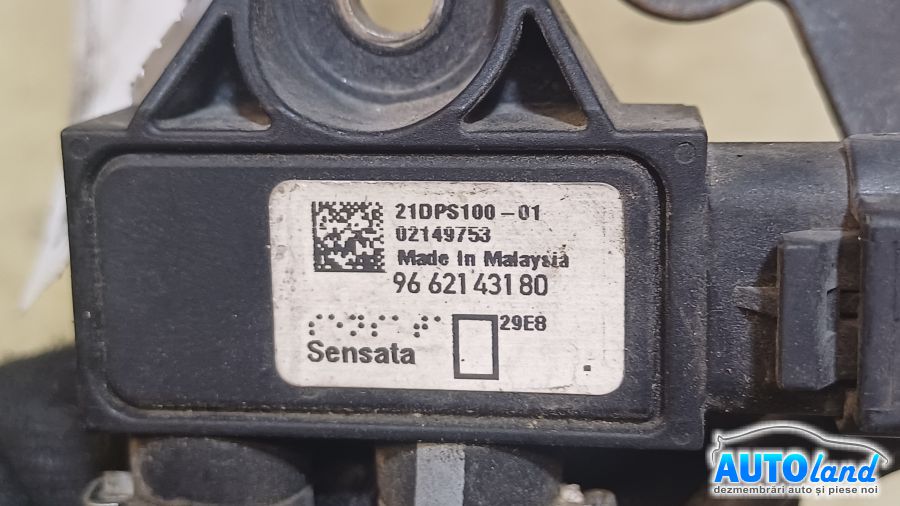 21DPS100-01
02149753
Made in Malaysia
96 621 431 80
29E8
Sensata
AUTOland
dezmembrări auto și piese noi